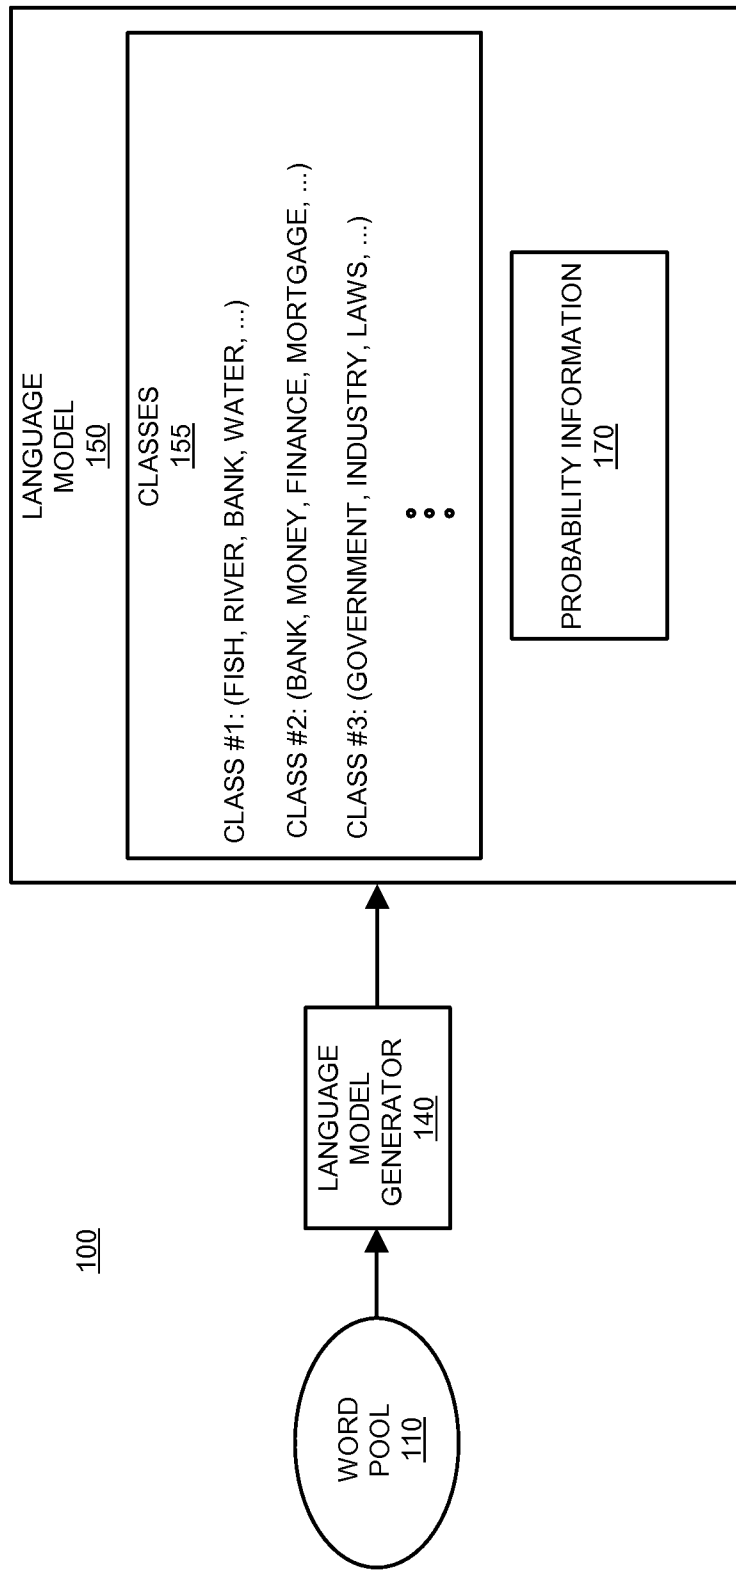 100
WORD
POOL
110
LANGUAGE
MODEL
GENERATOR
140
LANGUAGE
MODEL
150
CLASSES
155
CLASS #1: (FISH, RIVER, BANK, WATER, ...)
CLASS #2: (BANK, MONEY, FINANCE, MORTGAGE, ...)
CLASS #3: (GOVERNMENT, INDUSTRY, LAWS, ...)
PROBABILITY INFORMATION
170